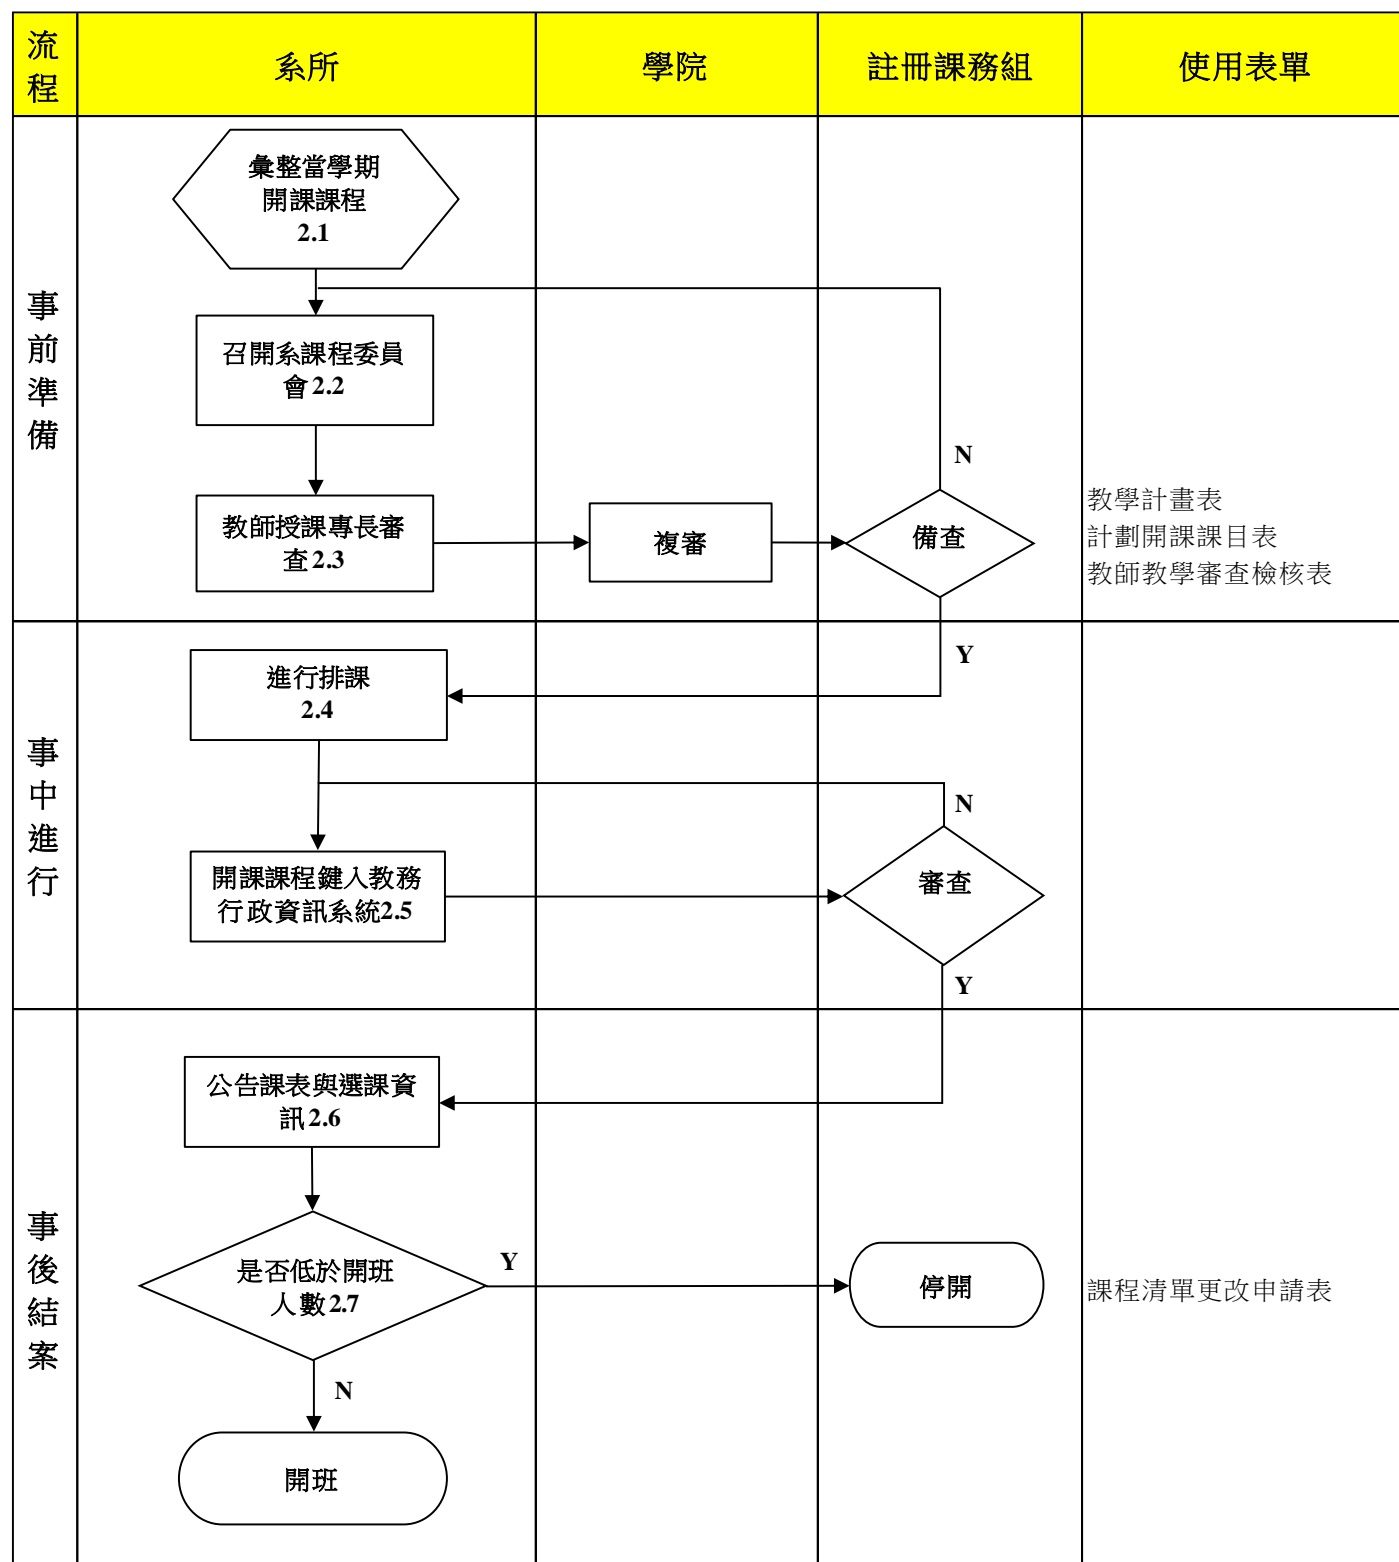 流程
系所
學院
註冊課務組
使用表單
事前準備
彙整當學期
開課課程
2.1
召開系課程委員
會2.2
教師授課專長審
查2.3
複審
備查
N
Y
教學計畫表
計劃開課課目表
教師教學審查檢核表
事中進行
進行排課
2.4
開課課程鍵入教務
行政資訊系統2.5
審查
N
Y
事後結案
公告課表與選課資
訊2.6
是否低於開班
人數2.7
Y
N
停開
開班
課程清單更改申請表